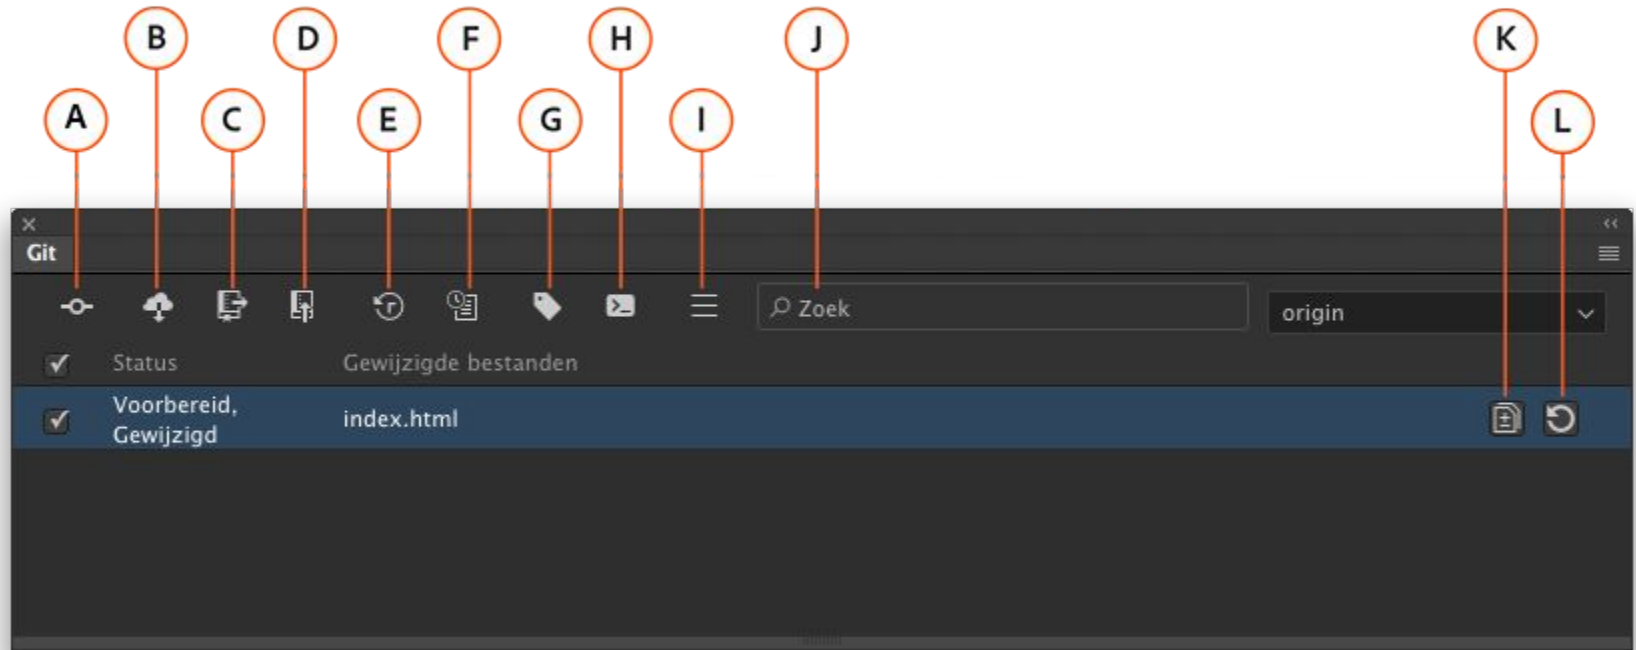 B D F H J K
A C E G I L
Git
Zoek
origin
Status Gewijzigde bestanden
Voorbereid,
Gewijzigd
index.html